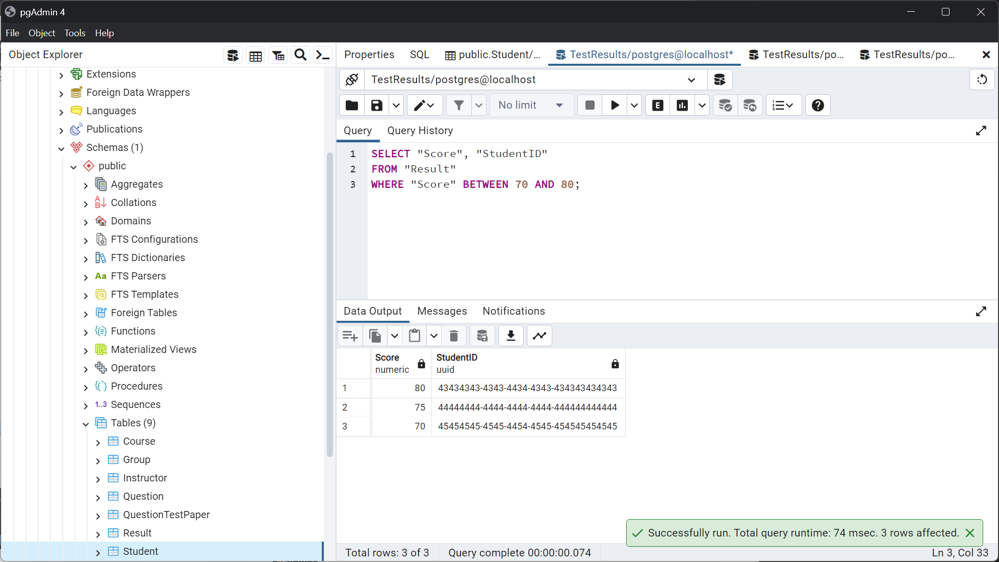 pgAdmin 4
File Object Tools Help
Object Explorer
Extensions
Foreign Data Wrappers
Languages
Publications
Schemas (1)
public
Aggregates
Collations
Domains
FTS Configurations
FTS Dictionaries
Aa FTS Parsers
FTS Templates
Foreign Tables
Functions
Materialized Views
Operators
Procedures
1..3 Sequences
Tables (9)
Course
Group
Instructor
Question
QuestionTestPaper
Result
Student
Properties SQL public.Student/... TestResults/postgres@localhost* TestResults/po... TestResults/po...
TestResults/postgres@localhost
No limit
Query Query History
1 SELECT "Score", "StudentID"
2 FROM "Result"
3 WHERE "Score" BETWEEN 70 AND 80;
Data Output Messages Notifications
Score StudentID
numeric uuid
1 80 43434343-4343-4434-4343-434343434343
2 75 44444444-4444-4444-4444-444444444444
3 70 45454545-4545-4454-4545-454545454545
Successfully run. Total query runtime: 74 msec. 3 rows affected.
Total rows: 3 of 3 Query complete 00:00:00.074 Ln 3, Col 33